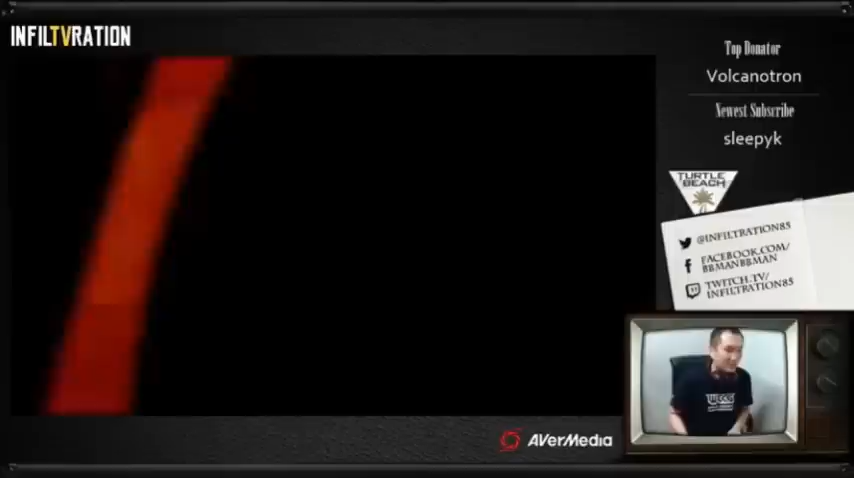 INFILTVRATION
Top Donator
Volcanotron
Newest Subscribe
sleepyk
TURTLE BEACH
@INFILTRATION85
FACEBOOK.COM/
BBMANBBMAN
TWITCH.TV/
INFILTRATION85
AVerMedia